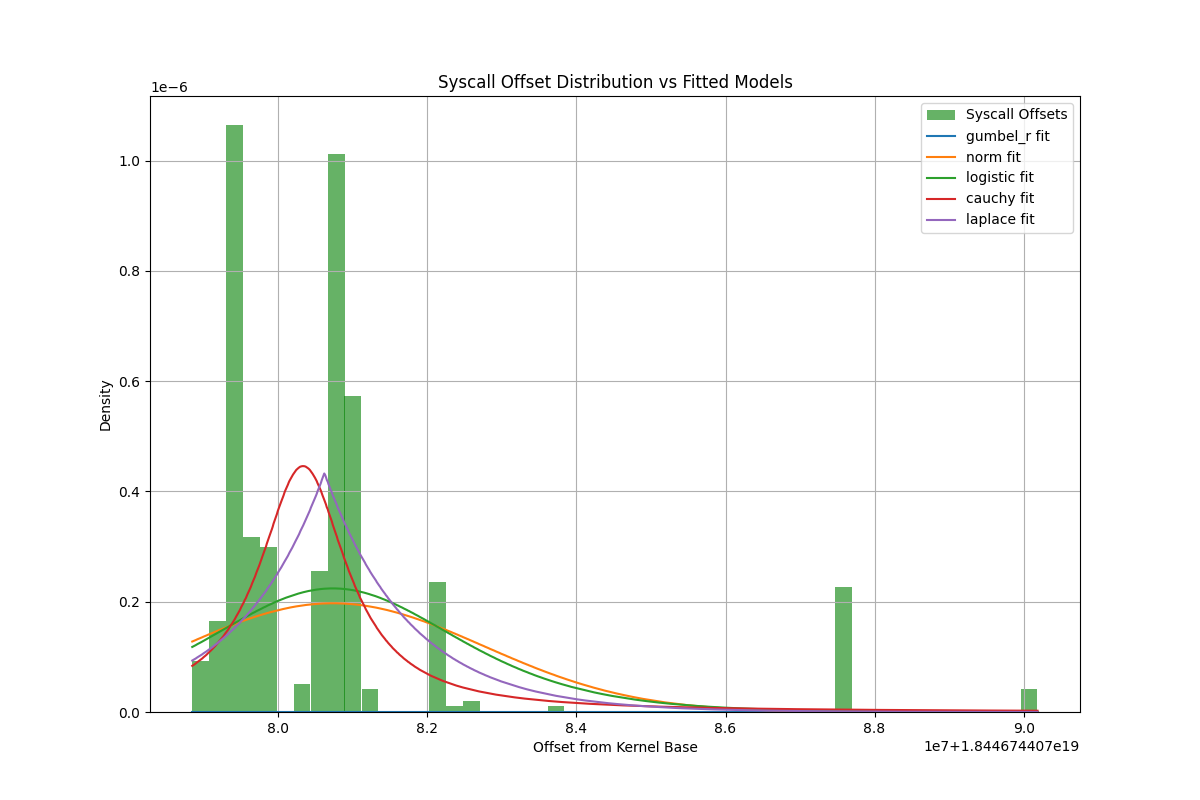 Syscall Offset Distribution vs Fitted Models
1e−6
Syscall Offsets
gumbel_r fit
norm fit
logistic fit
cauchy fit
laplace fit
1.0
0.8
0.6
0.4
0.2
0.0
Density
8.0 8.2 8.4 8.6 8.8 9.0
Offset from Kernel Base
1e7+1.844674407e19